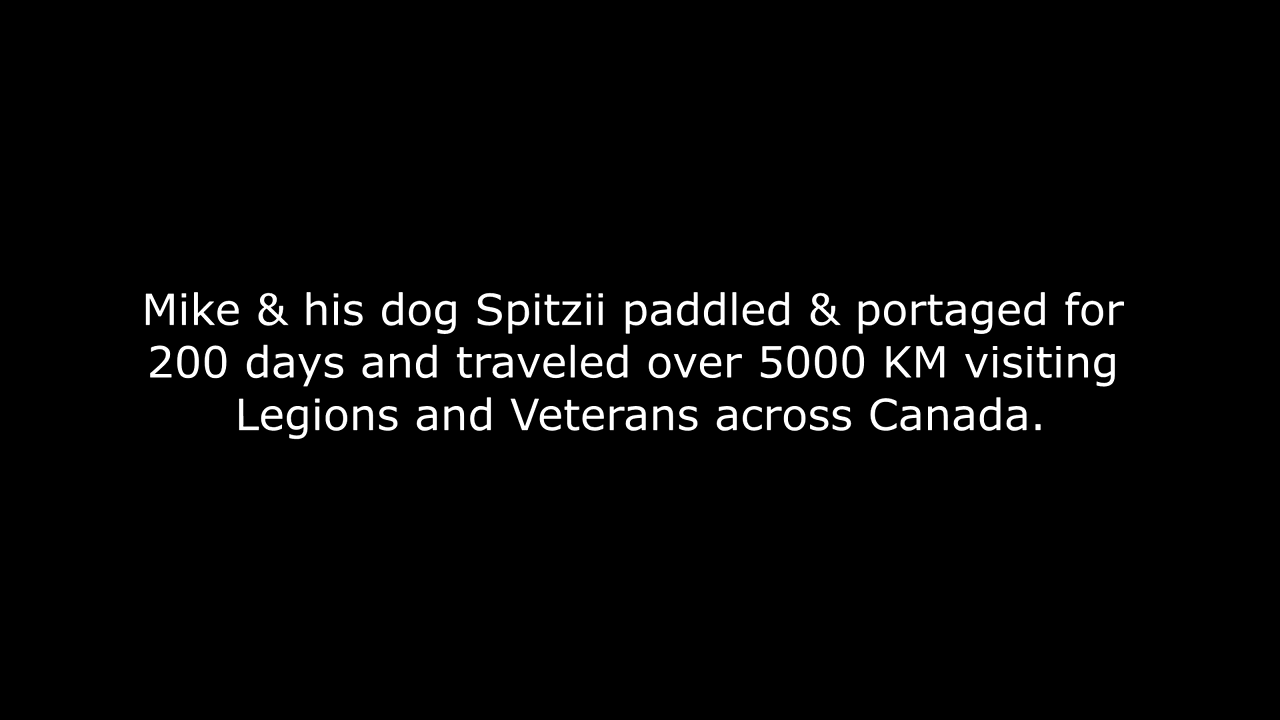 Mike & his dog Spitzii paddled & portaged for
200 days and traveled over 5000 KM visiting
Legions and Veterans across Canada.